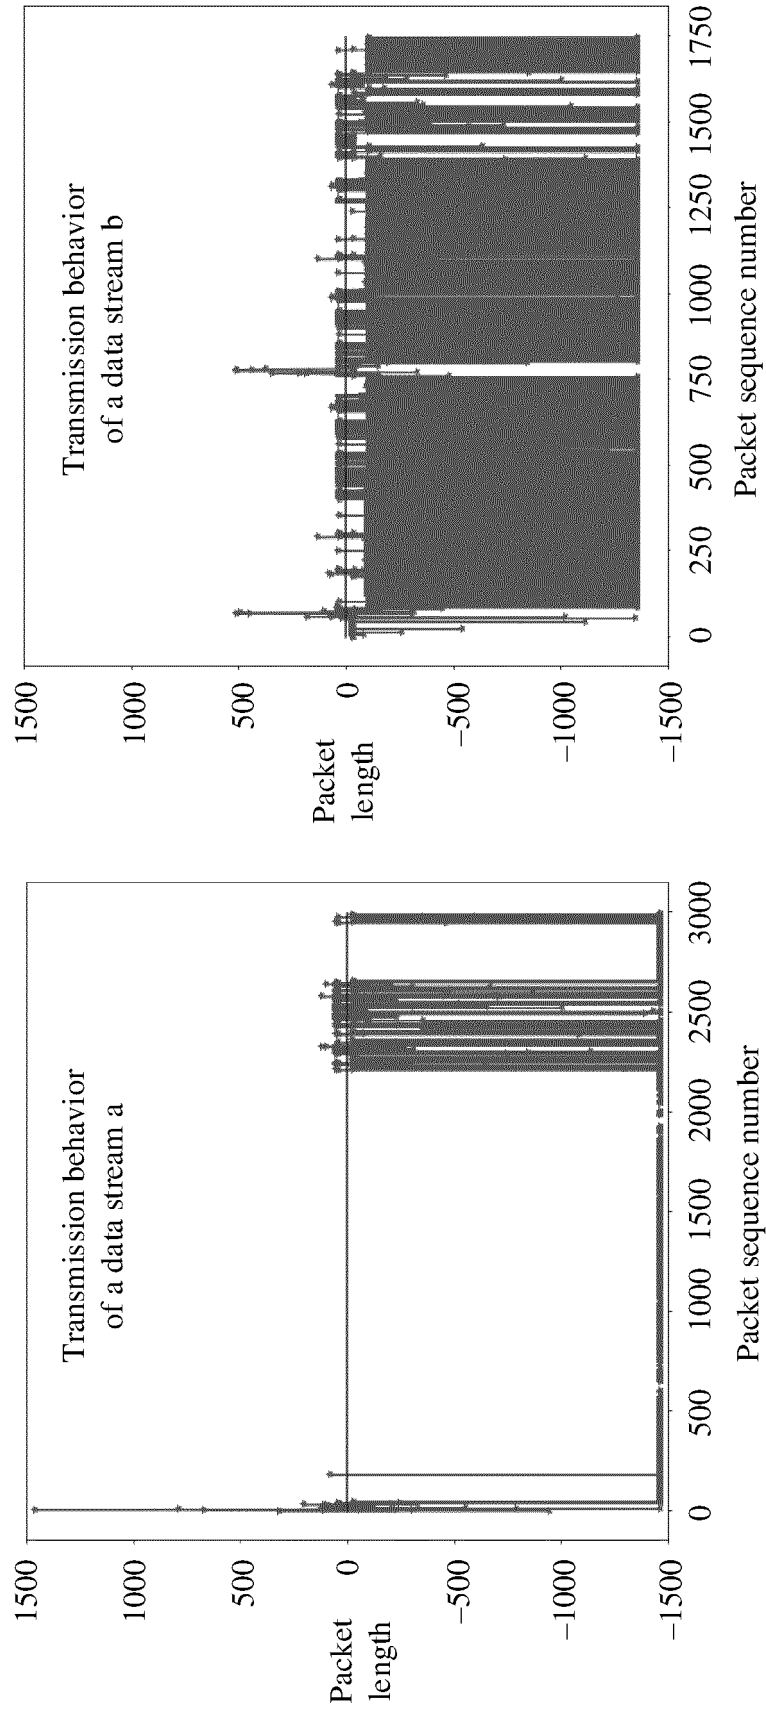 Transmission behavior
of a data stream a
1500
1000
500
0
−500
−1000
−1500
Packet
length
0
500
1000
1500
2000
2500
3000
Packet sequence number
Transmission behavior
of a data stream b
1500
1000
500
0
−500
−1000
−1500
Packet
length
0
250
500
750
1000
1250
1500
1750
Packet sequence number